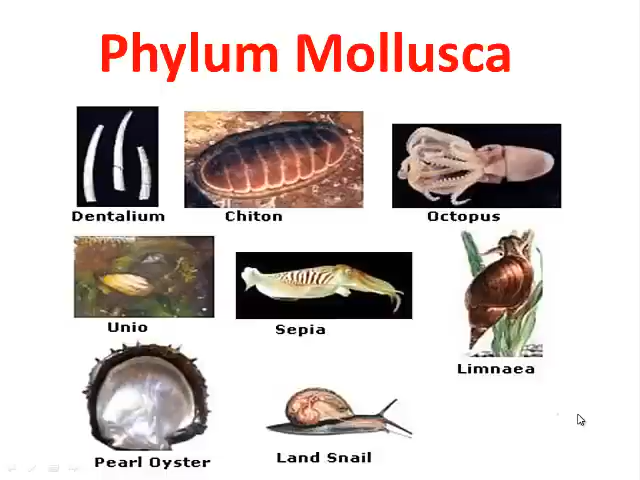 Phylum Mollusca
Dentalium
Chiton
Octopus
Unio
Sepia
Limnaea
Pearl Oyster
Land Snail